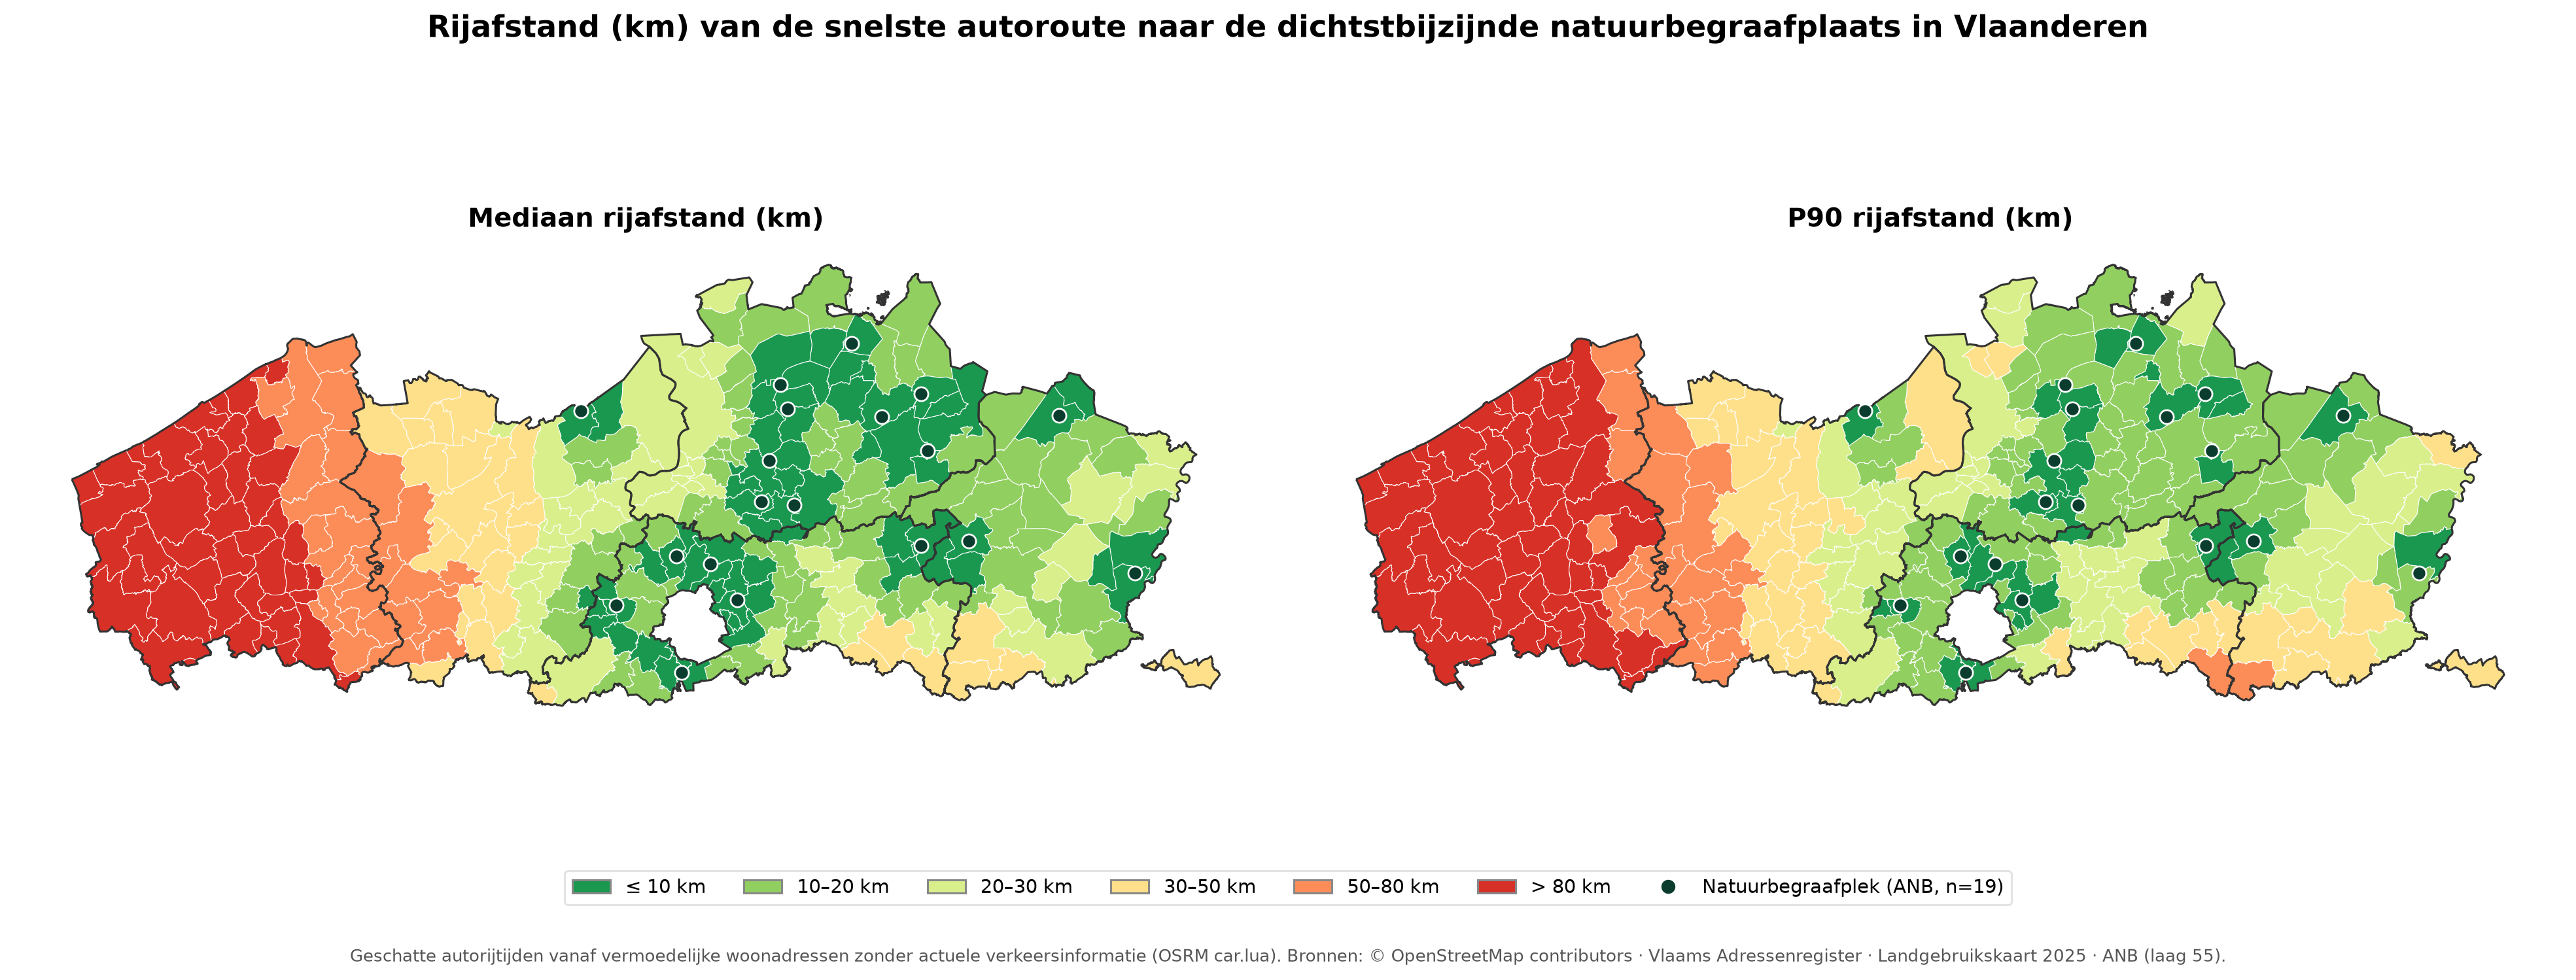 Rijafstand (km) van de snelste autoroute naar de dichtstbijzijnde natuurbegraafplaats in Vlaanderen
Mediaan rijafstand (km)
P90 rijafstand (km)
≤ 10 km
10–20 km
20–30 km
30–50 km
50–80 km
> 80 km
Natuurbegraafplek (ANB, n=19)
Geschatte autorijtijden vanaf vermoedelijke woonadressen zonder actuele verkeersinformatie (OSRM car.lua). Bronnen: © OpenStreetMap contributors · Vlaams Adressenregister · Landgebruikskaart 2025 · ANB (laag 55).